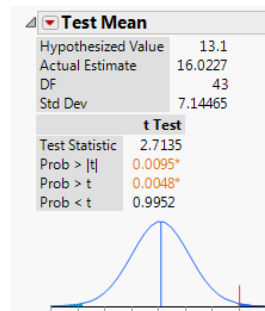 Test Mean
Hypothesized Value 13.1
Actual Estimate 16.0227
DF 43
Std Dev 7.14465
t Test
Test Statistic 2.7135
Prob > |t| 0.0095*
Prob > t 0.0048*
Prob < t 0.9952